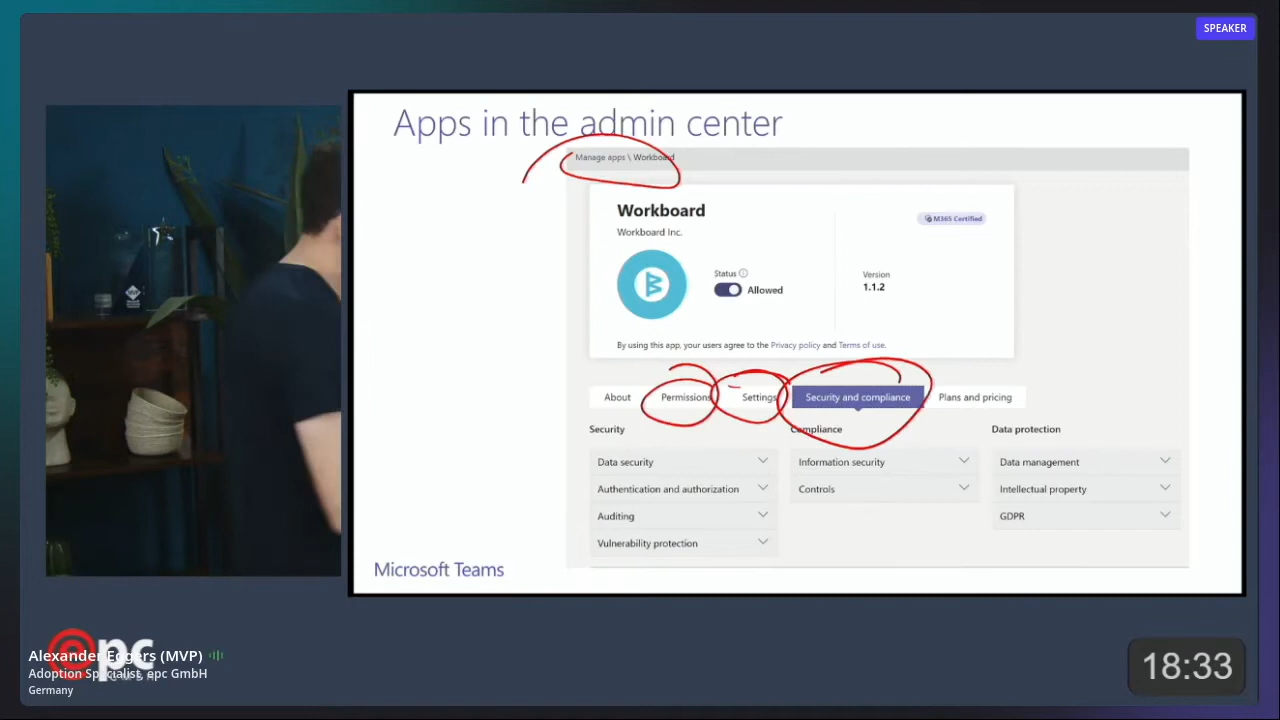 SPEAKER
Apps in the admin center
Manage apps \ Workboard
Workboard
Workboard Inc.
M365 Certified
Status
Allowed
Version
1.1.2
By using this app, your users agree to the Privacy policy and Terms of use.
About
Permissions
Settings
Security and compliance
Plans and pricing
Security
Data security
Authentication and authorization
Auditing
Vulnerability protection
Compliance
Information security
Controls
Data protection
Data management
Intellectual property
GDPR
Microsoft Teams
epc
Alexander Eggers (MVP)
Adoption Specialist, epc GmbH
Germany
18:33